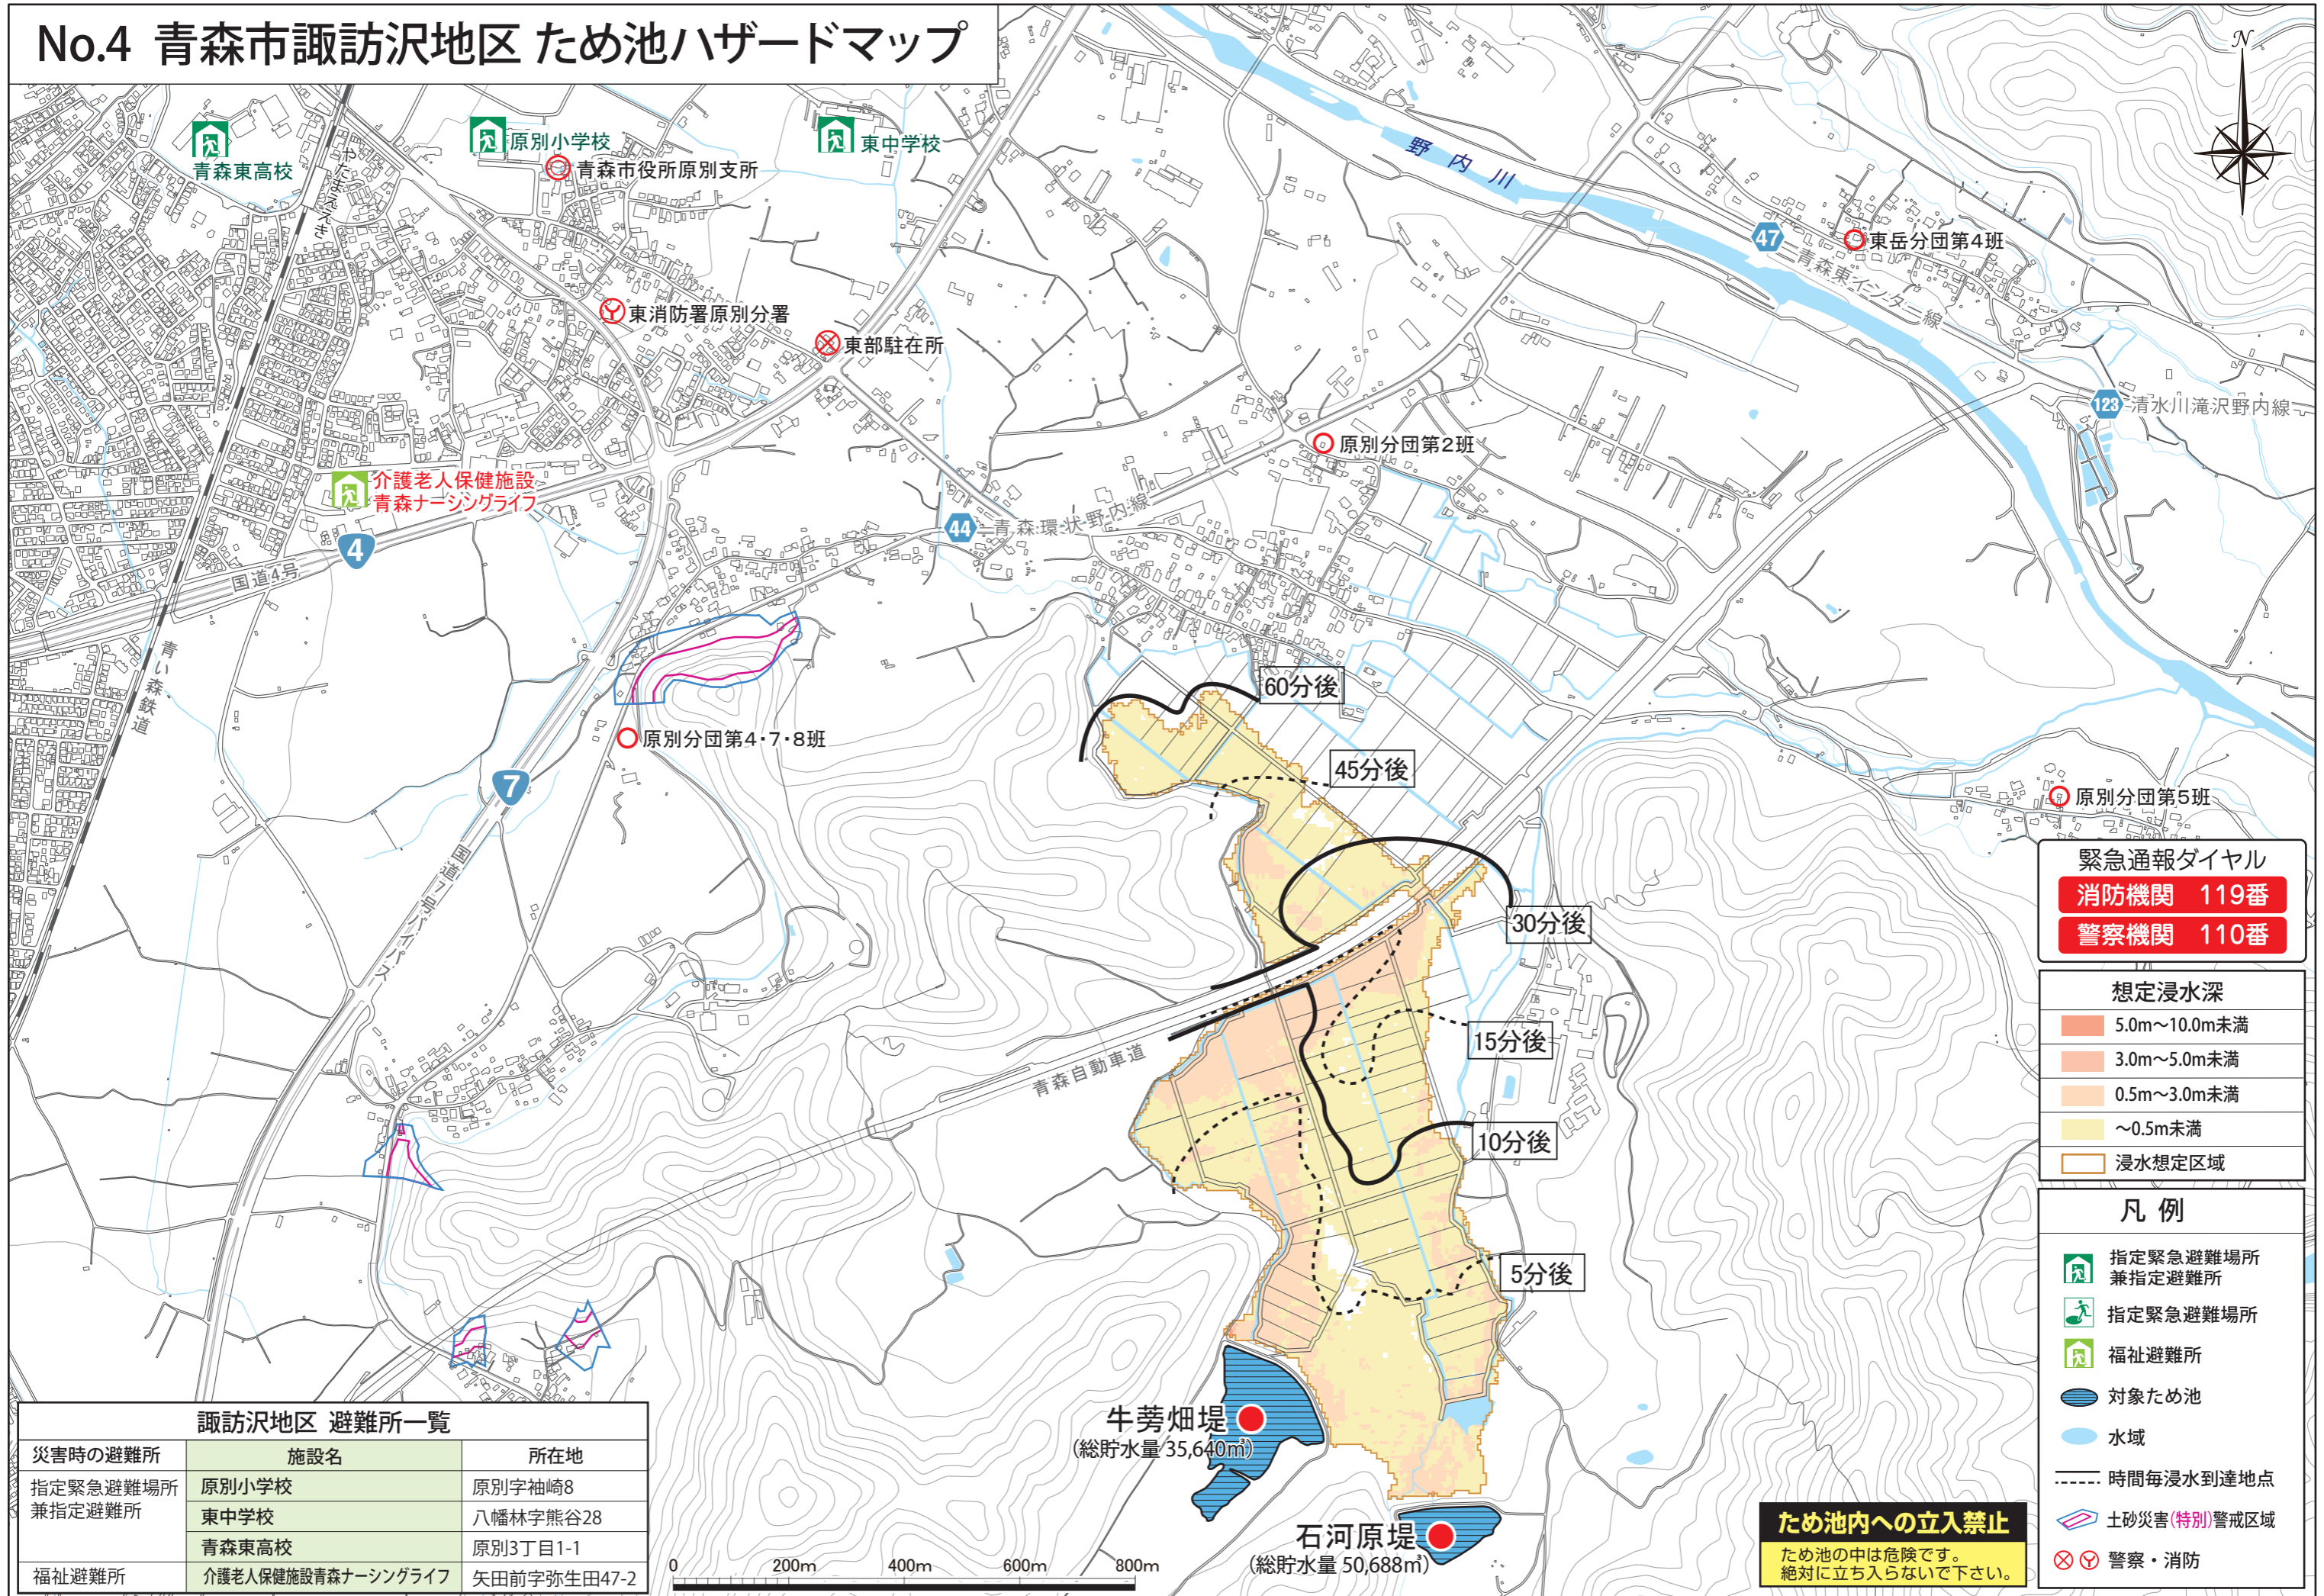 No.4 青森市諏訪沢地区 ため池ハザードマップ
N
青森東高校
やだまええき
原別小学校
青森市役所原別支所
東中学校
野内川
47
東岳分団第4班
青森東インター線
東消防署原別分署
東部駐在所
123
清水川滝沢野内線
原別分団第2班
介護老人保健施設
青森ナーシングライフ
4
国道4号
44
青森環状野内線
青い森鉄道
原別分団第4・7・8班
7
国道7号バイパス
60分後
45分後
原別分団第5班
30分後
15分後
青森自動車道
10分後
5分後
緊急通報ダイヤル
消防機関 119番
警察機関 110番
想定浸水深
5.0m～10.0m未満
3.0m～5.0m未満
0.5m～3.0m未満
～0.5m未満
浸水想定区域
凡 例
指定緊急避難場所
兼指定避難所
指定緊急避難場所
福祉避難所
対象ため池
水域
時間毎浸水到達地点
土砂災害(特別)警戒区域
警察・消防
牛蒡畑堤
(総貯水量 35,640㎥)
石河原堤
(総貯水量 50,688㎥)
諏訪沢地区 避難所一覧
災害時の避難所 施設名 所在地
指定緊急避難場所
兼指定避難所
原別小学校 原別字袖崎8
東中学校 八幡林字熊谷28
青森東高校 原別3丁目1-1
福祉避難所 介護老人保健施設青森ナーシングライフ 矢田前字弥生田47-2
0 200m 400m 600m 800m
ため池内への立入禁止
ため池の中は危険です。
絶対に立ち入らないで下さい。